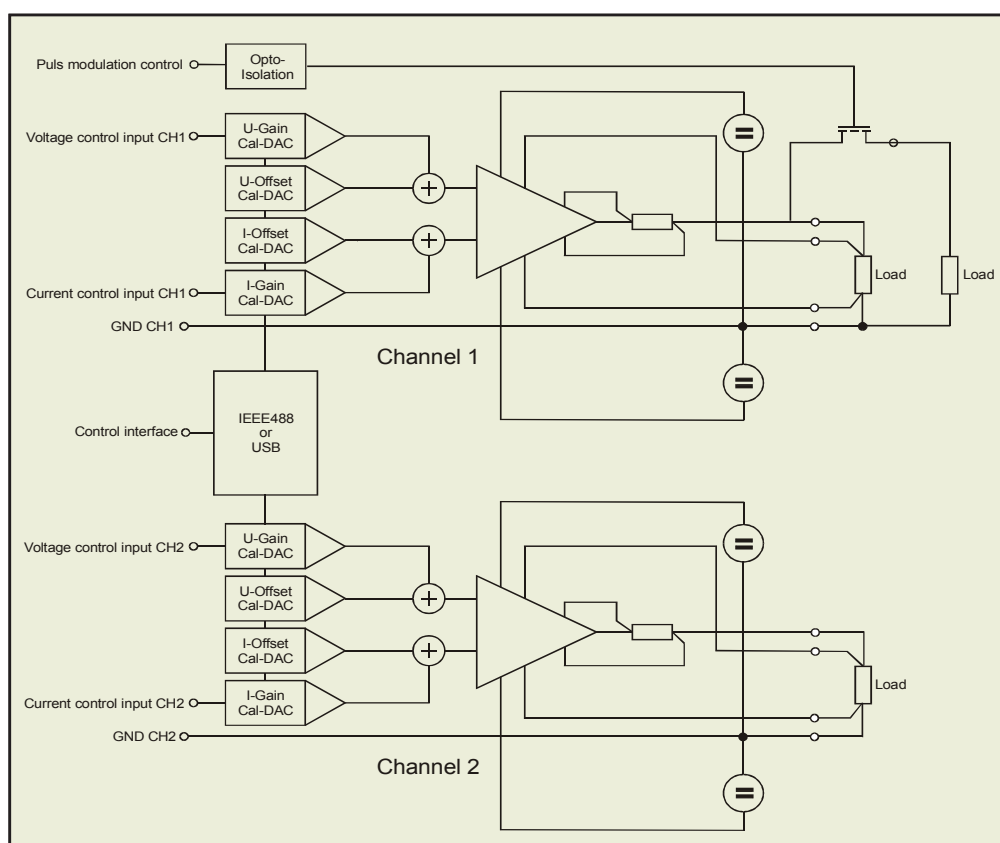 Puls modulation control
Opto-
Isolation
Voltage control input CH1
U-Gain
Cal-DAC
U-Offset
Cal-DAC
I-Offset
Cal-DAC
Current control input CH1
I-Gain
Cal-DAC
GND CH1
Load
Load
Channel 1
Control interface
IEEE488
or
USB
Voltage control input CH2
U-Gain
Cal-DAC
U-Offset
Cal-DAC
I-Offset
Cal-DAC
Current control input CH2
I-Gain
Cal-DAC
GND CH2
Load
Channel 2